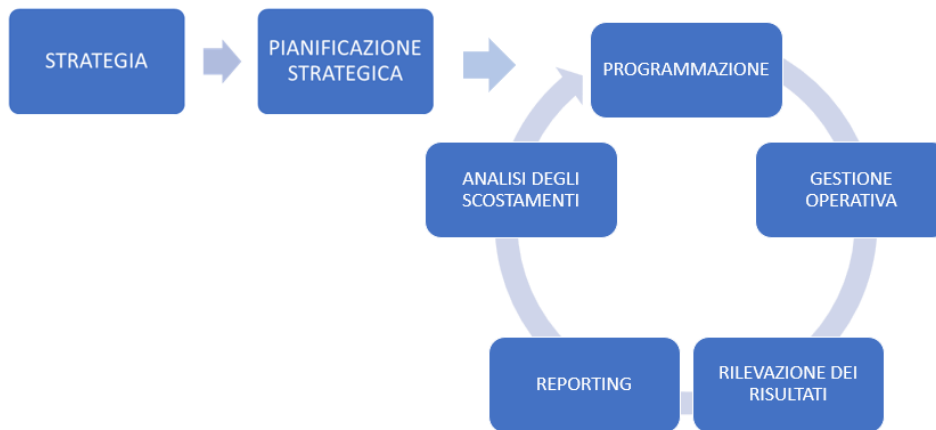 STRATEGIA
PIANIFICAZIONE
STRATEGICA
PROGRAMMAZIONE
GESTIONE
OPERATIVA
RILEVAZIONE DEI
RISULTATI
REPORTING
ANALISI DEGLI
SCOSTAMENTI